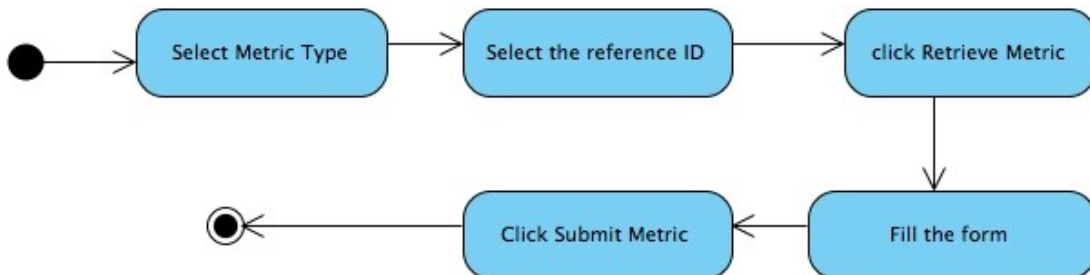 Select Metric Type
Select the reference ID
click Retrieve Metric
Fill the form
Click Submit Metric